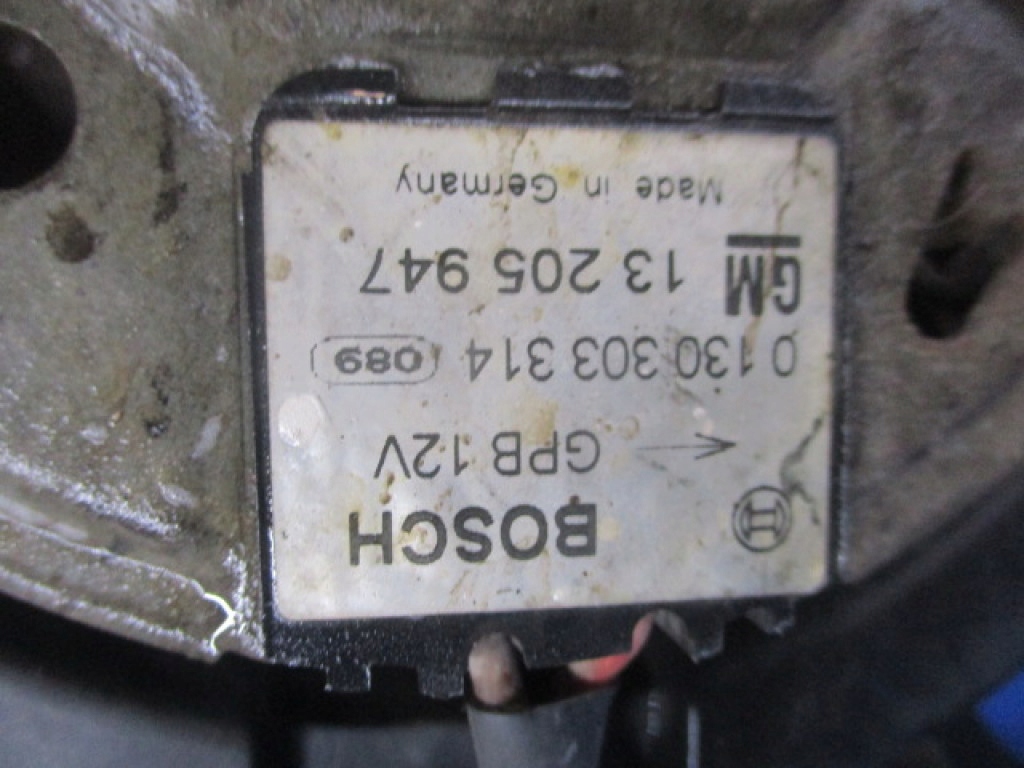 BOSCH
GPB 12V
0 130 303 314 089
GM 13 205 947
Made in Germany